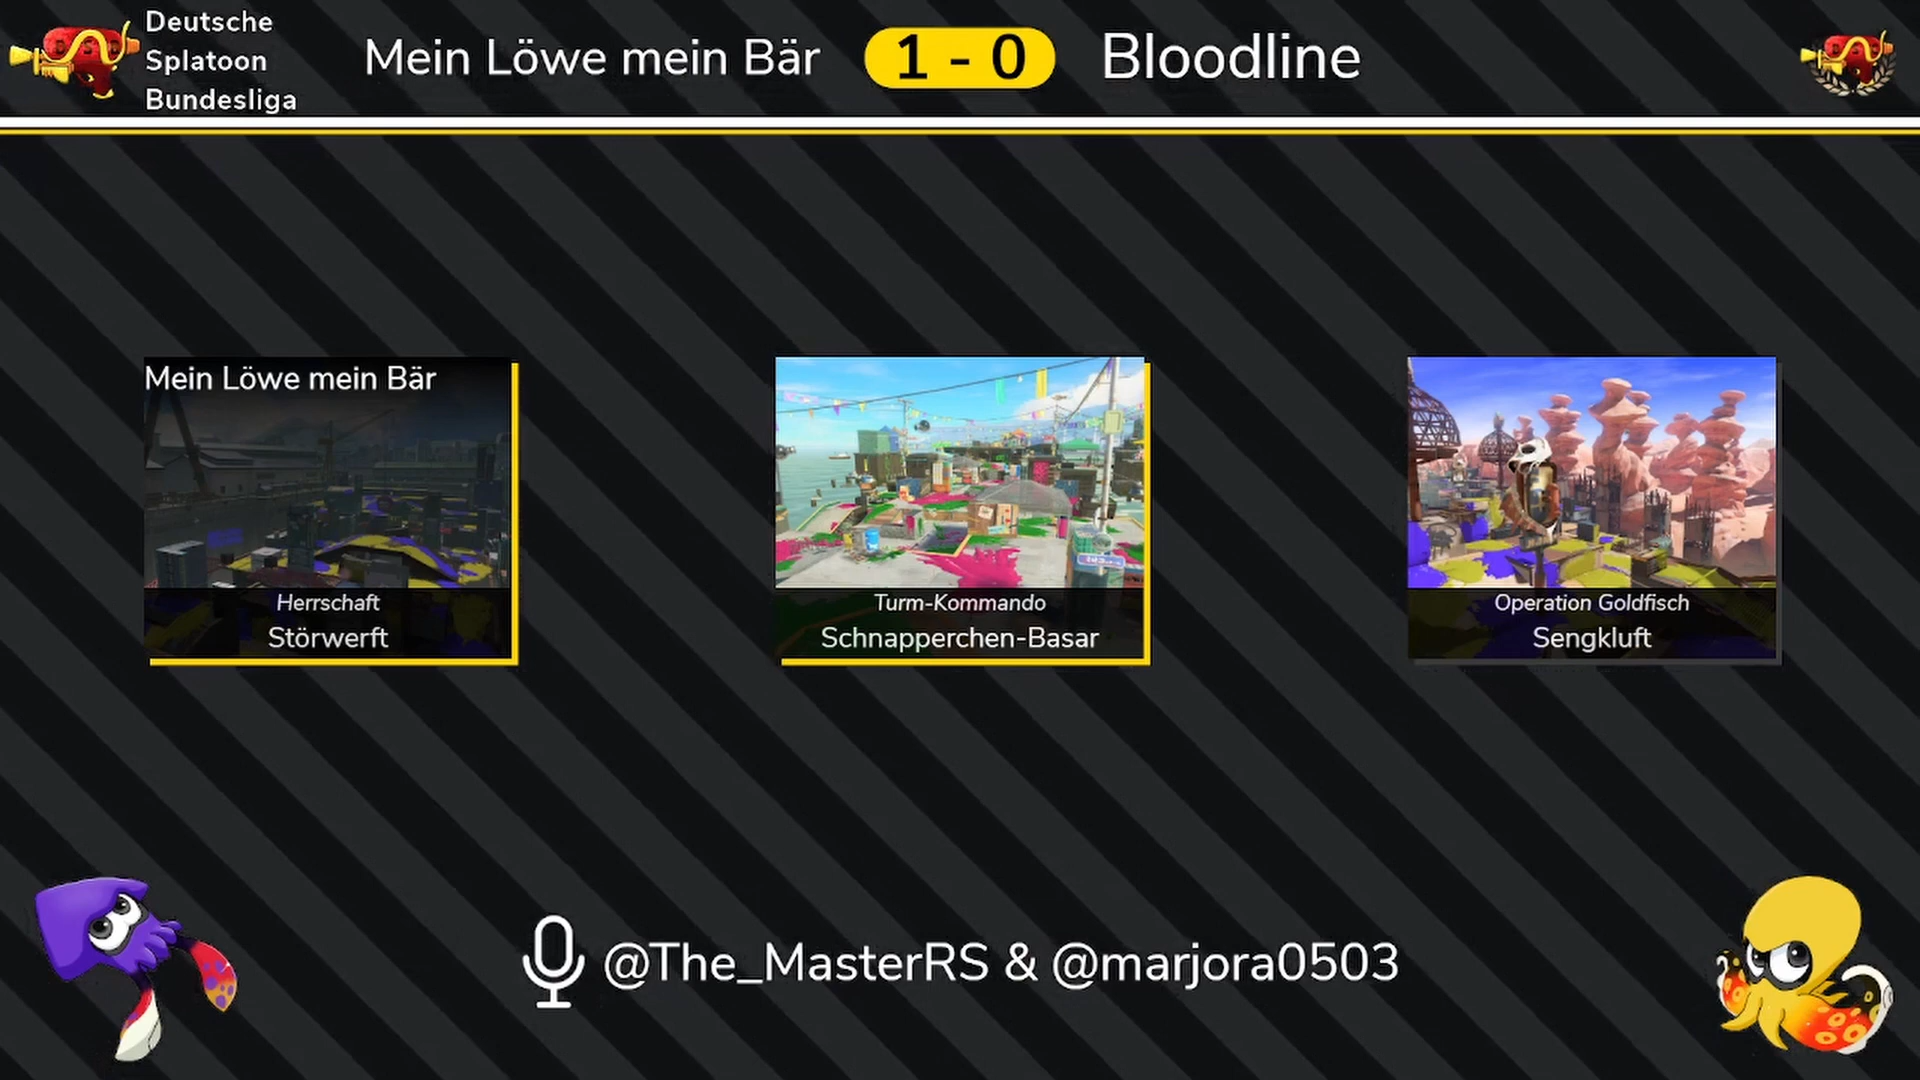 Deutsche
Splatoon
Bundesliga
Mein Löwe mein Bär 1 - 0 Bloodline
Mein Löwe mein Bär
Herrschaft
Störwerft
Turm-Kommando
Schnapperchen-Basar
Operation Goldfisch
Sengkluft
@The_MasterRS & @marjora0503